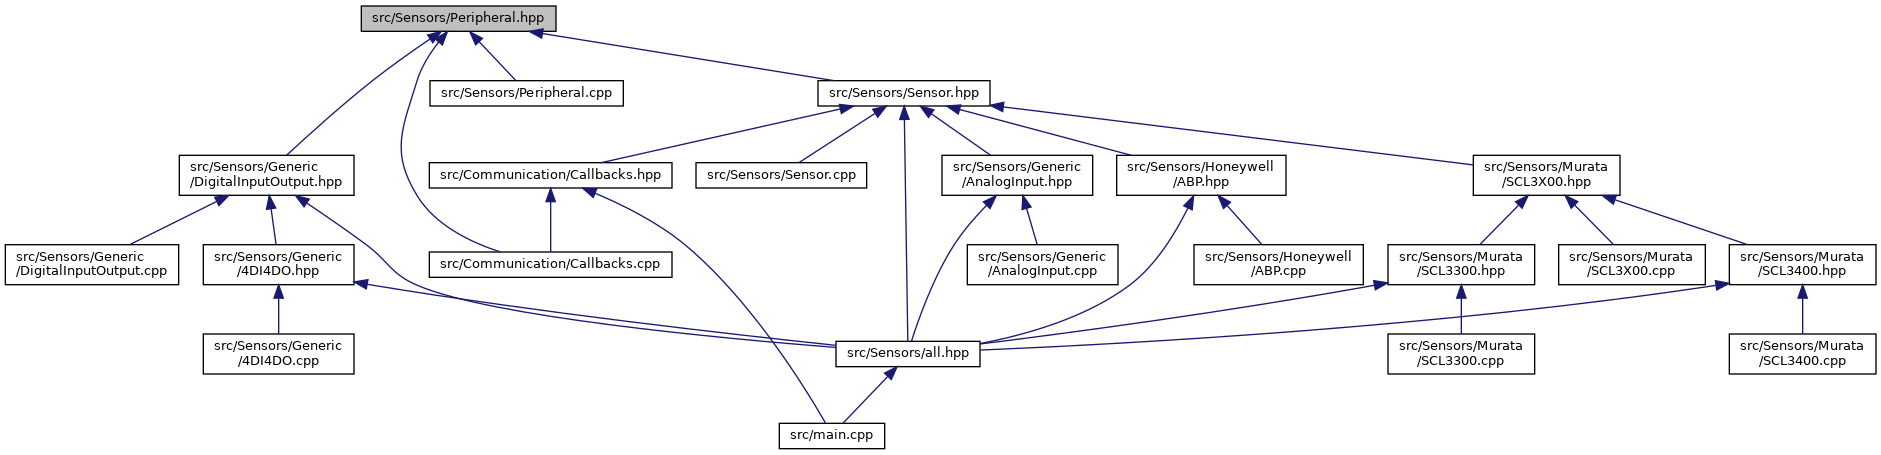 src/Sensors/Peripheral.hpp
src/Sensors/Peripheral.cpp
src/Sensors/Sensor.hpp
src/Sensors/Generic
/DigitalInputOutput.hpp
src/Communication/Callbacks.hpp
src/Sensors/Sensor.cpp
src/Sensors/Generic
/AnalogInput.hpp
src/Sensors/Honeywell
/ABP.hpp
src/Sensors/Murata
/SCL3X00.hpp
src/Sensors/Generic
/DigitalInputOutput.cpp
src/Sensors/Generic
/4DI4DO.hpp
src/Communication/Callbacks.cpp
src/Sensors/Generic
/AnalogInput.cpp
src/Sensors/Honeywell
/ABP.cpp
src/Sensors/Murata
/SCL3300.hpp
src/Sensors/Murata
/SCL3X00.cpp
src/Sensors/Murata
/SCL3400.hpp
src/Sensors/Generic
/4DI4DO.cpp
src/Sensors/all.hpp
src/Sensors/Murata
/SCL3300.cpp
src/Sensors/Murata
/SCL3400.cpp
src/main.cpp